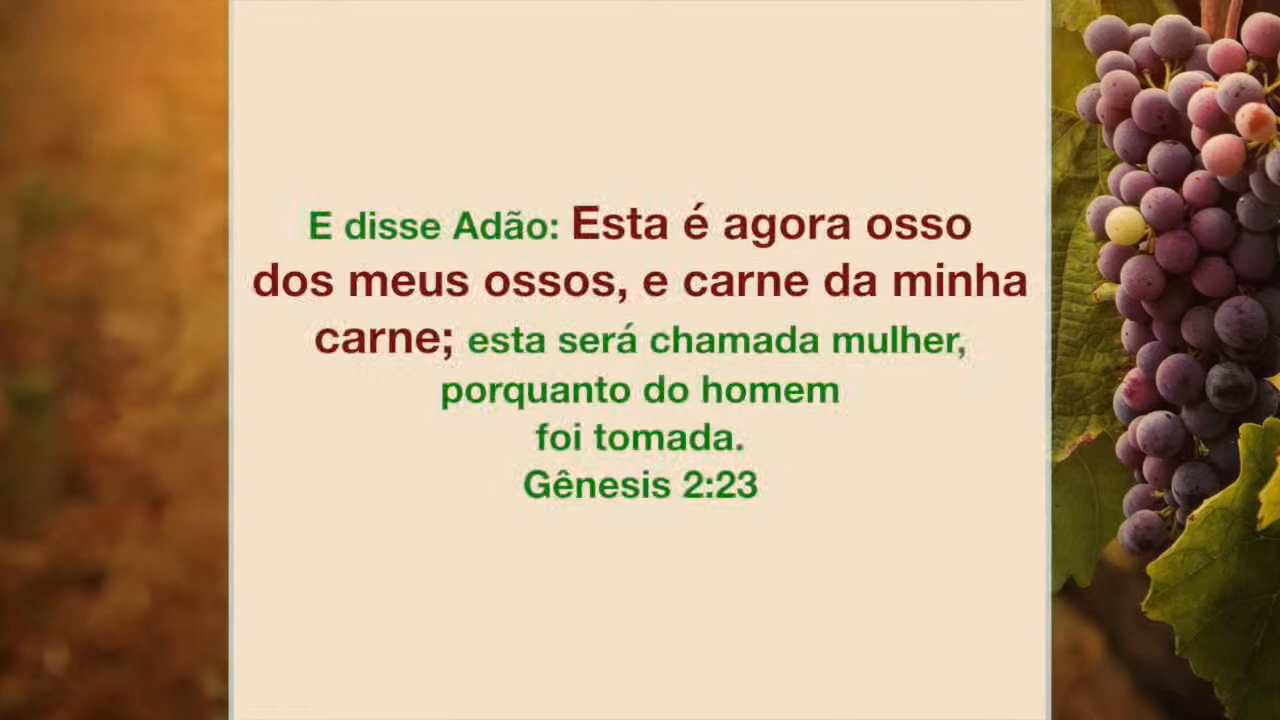 E disse Adão: Esta é agora osso
dos meus ossos, e carne da minha
carne; esta será chamada mulher,
porquanto do homem
foi tomada.
Gênesis 2:23